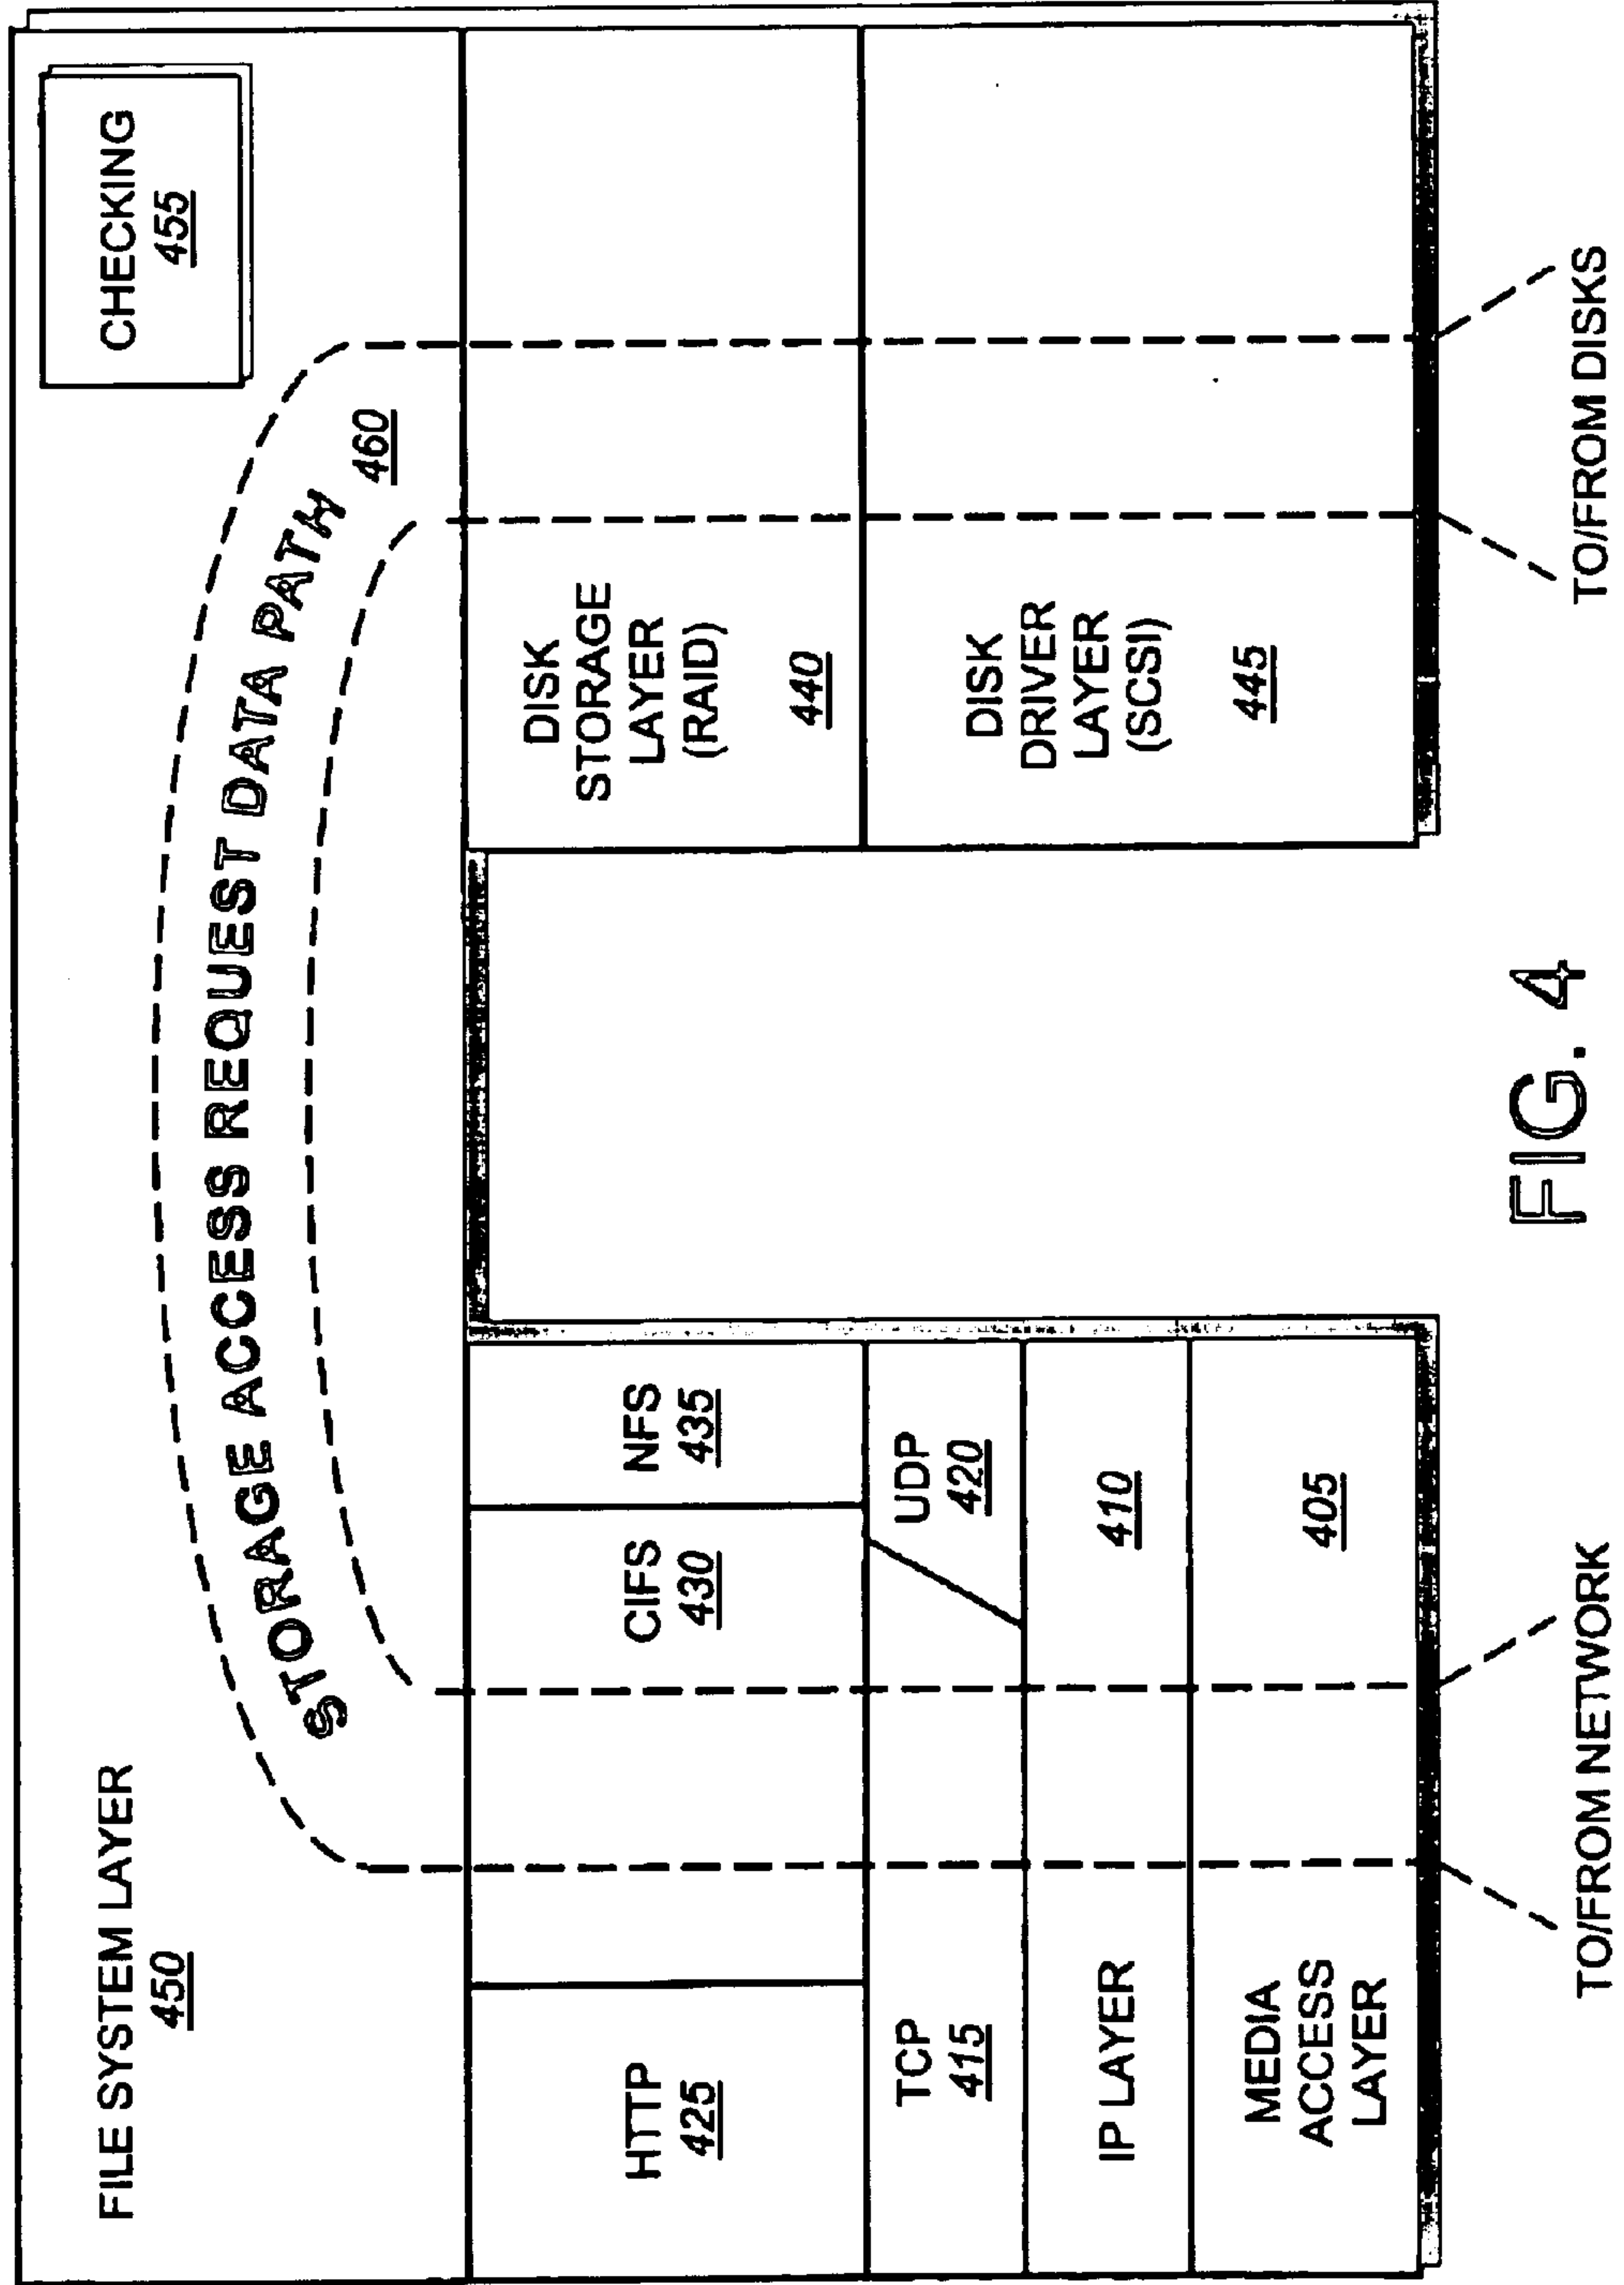 FILE SYSTEM LAYER
450
CHECKING
455
STORAGE ACCESS REQUEST DATA PATH
460
HTTP
425
CIFS
430
NFS
435
TCP
415
UDP
420
IP LAYER
410
MEDIA
ACCESS
LAYER
405
DISK
STORAGE
LAYER
(RAID)
440
DISK
DRIVER
LAYER
(SCSI)
445
TO/FROM NETWORK
TO/FROM DISKS
FIG. 4